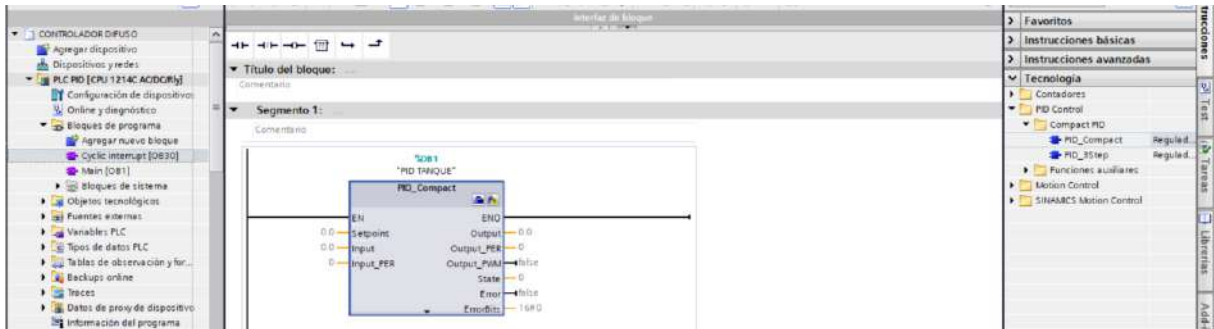 Interfaz de bloque
CONTROLADOR DIFUSO
Agregar dispositivo
Dispositivos y redes
PLC PID [CPU 1214C AC/DC/Rly]
Configuración de dispositivos
Online y diagnóstico
Bloques de programa
Agregar nuevo bloque
Cyclic interrupt [OB30]
Main [OB1]
Bloques de sistema
Objetos tecnológicos
Fuentes externas
Variables PLC
Tipos de datos PLC
Tablas de observación y for...
Backups online
Traces
Datos de proxy de dispositivo
Información del programa
Título del bloque: ...
Comentario
Segmento 1: ...
Comentario
%DB1
"PID TANQUE"
PID_Compact
EN ENO
0.0 Setpoint Output 0.0
0.0 Input Output_PER 0
0 Input_PER Output_PWM false
State 0
Error false
ErrorBits 16#0
Favoritos
Instrucciones básicas
Instrucciones avanzadas
Tecnología
Contadores
PID Control
Compact PID
PID_Compact Regulad...
PID_3Step Regulad...
Funciones auxiliares
Motion Control
SINAMICS Motion Control
trucciones
Test
Tareas
Librerías
Add-